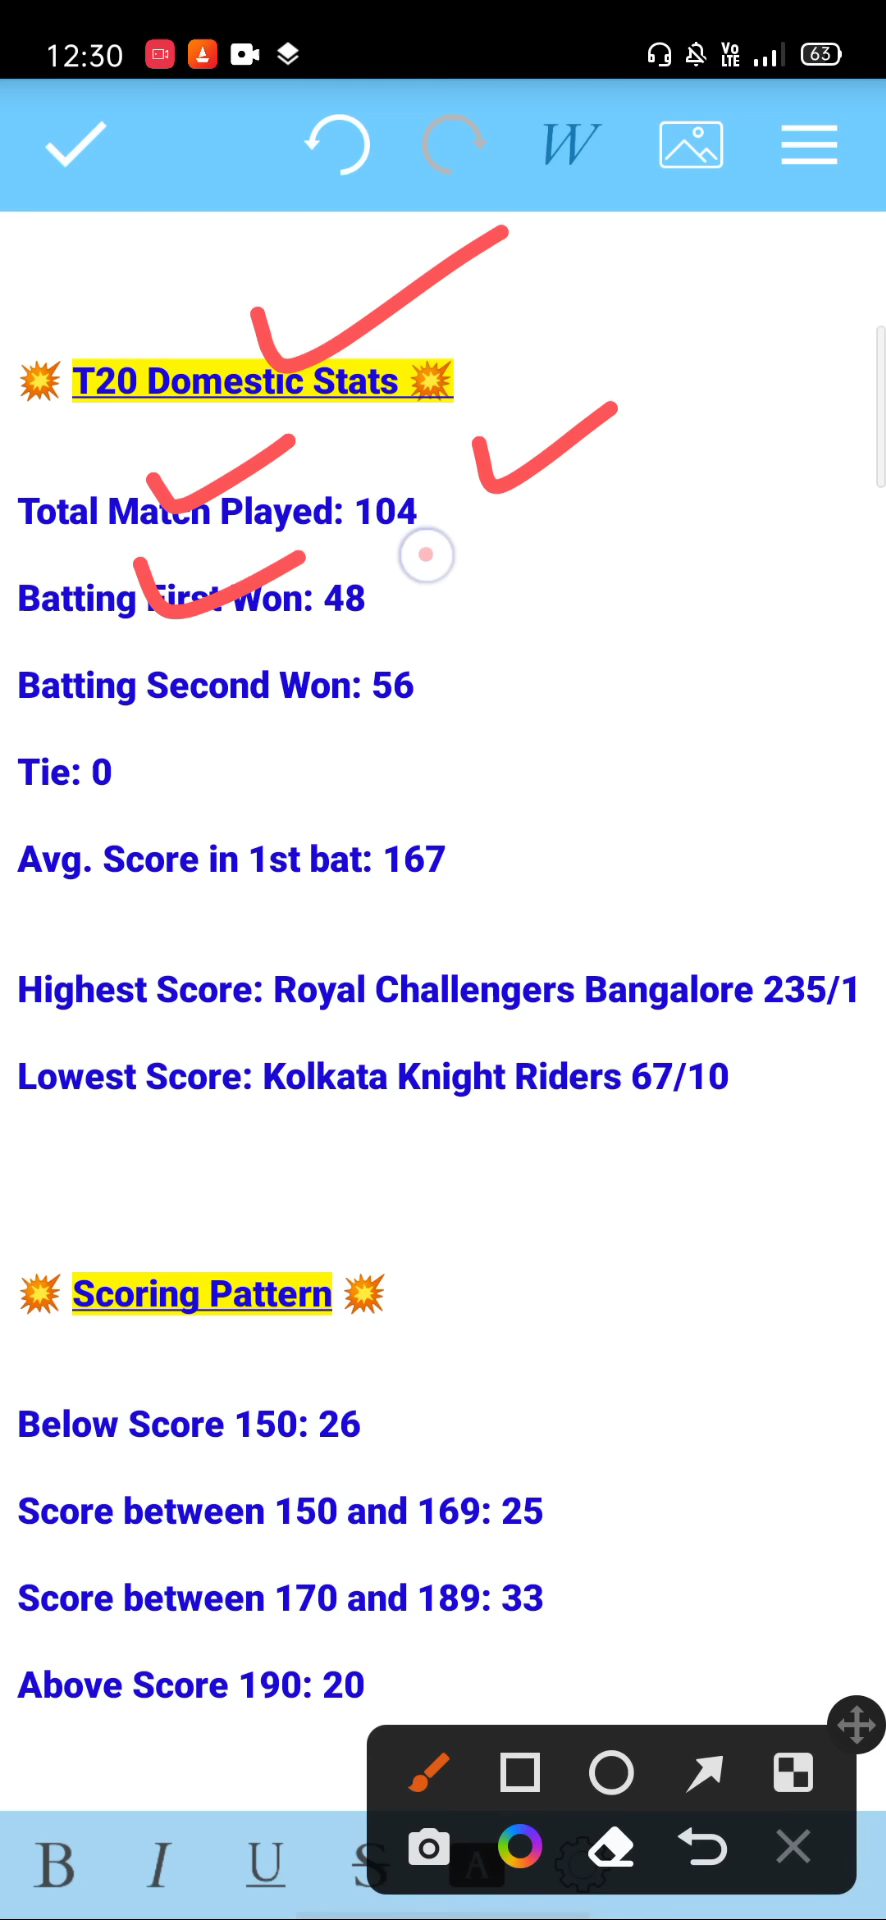 12:30
Vo LTE
63
W
💥 T20 Domestic Stats 💥
Total Match Played: 104
Batting First Won: 48
Batting Second Won: 56
Tie: 0
Avg. Score in 1st bat: 167
Highest Score: Royal Challengers Bangalore 235/1
Lowest Score: Kolkata Knight Riders 67/10
💥 Scoring Pattern 💥
Below Score 150: 26
Score between 150 and 169: 25
Score between 170 and 189: 33
Above Score 190: 20
B I U S A